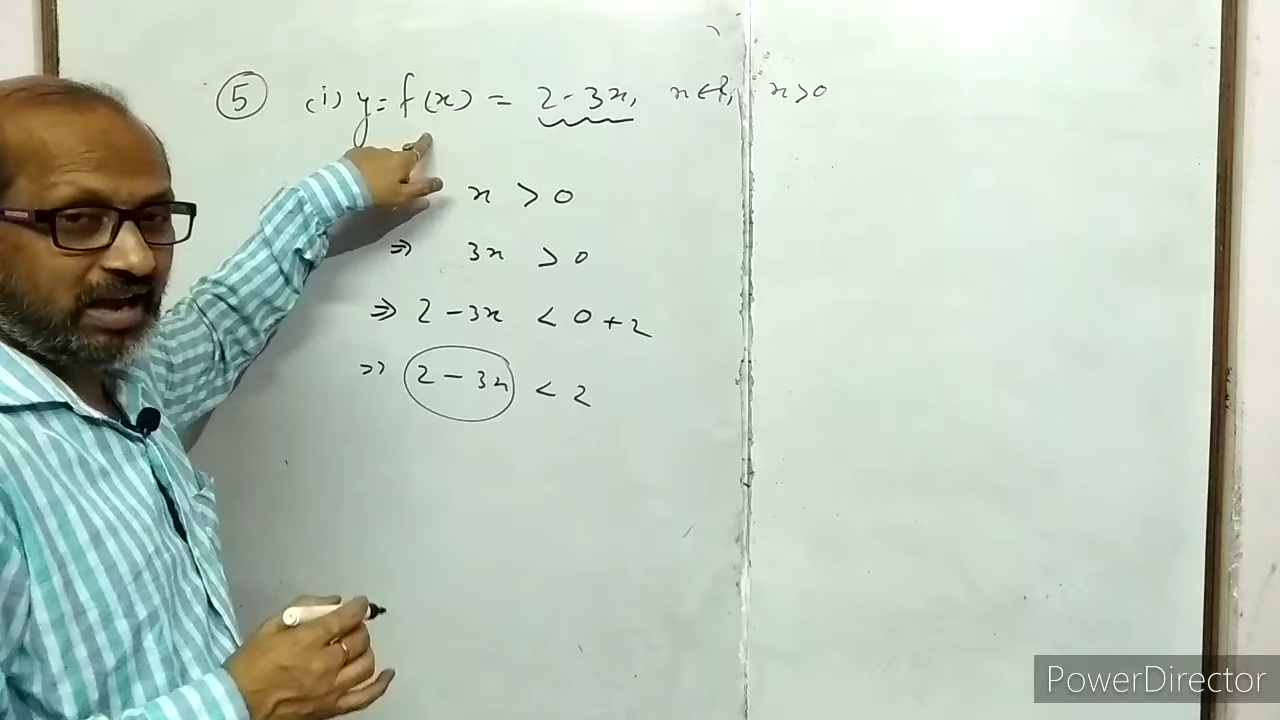 ⑤ (i) y = f(x) = 2 - 3x, x ∈ R, x > 0
x > 0
⇒ 3x > 0
⇒ 2 - 3x < 0 + 2
⇒ 2 - 3x < 2
PowerDirector